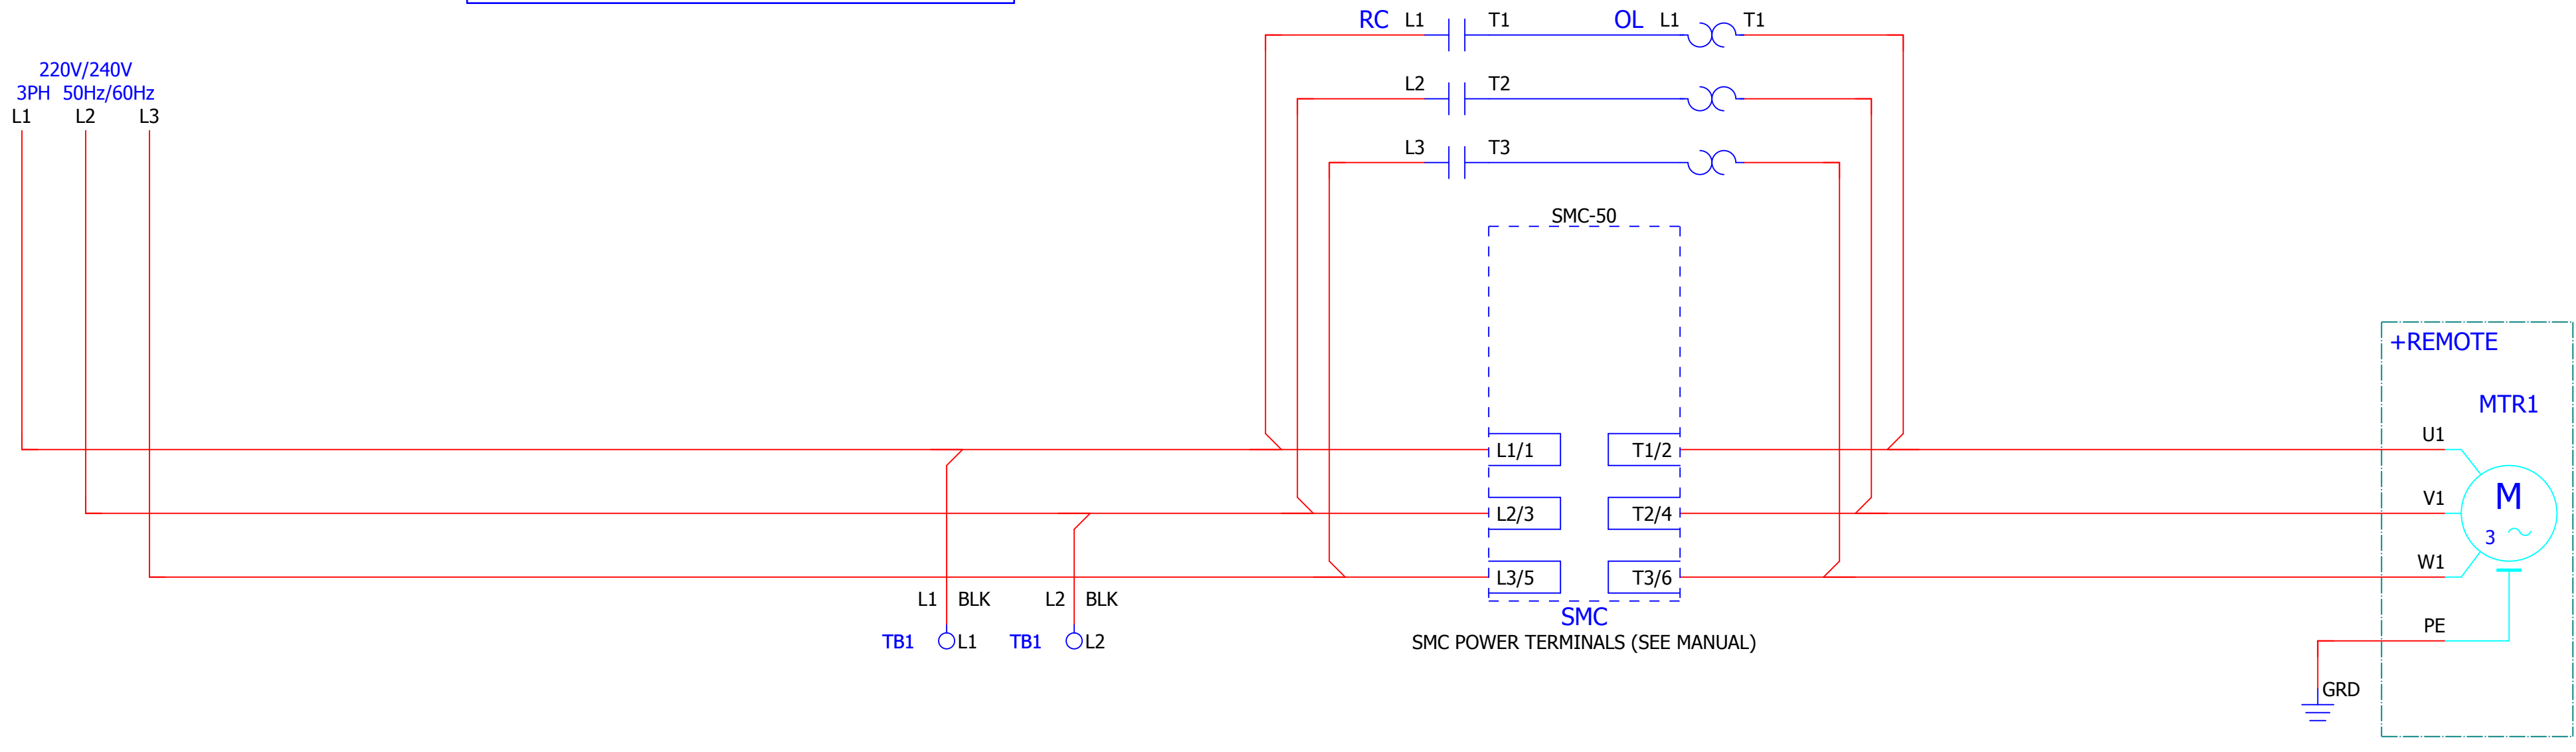 RC L1 T1 OL L1 T1
220V/240V
3PH 50Hz/60Hz
L1 L2 L3
L2 T2
L3 T3
SMC-50
+REMOTE
MTR1
L1/1 T1/2 U1
L2/3 T2/4 V1
M
3
L3/5 T3/6 W1
L1 BLK L2 BLK
SMC
TB1 L1 TB1 L2
SMC POWER TERMINALS (SEE MANUAL)
PE
GRD